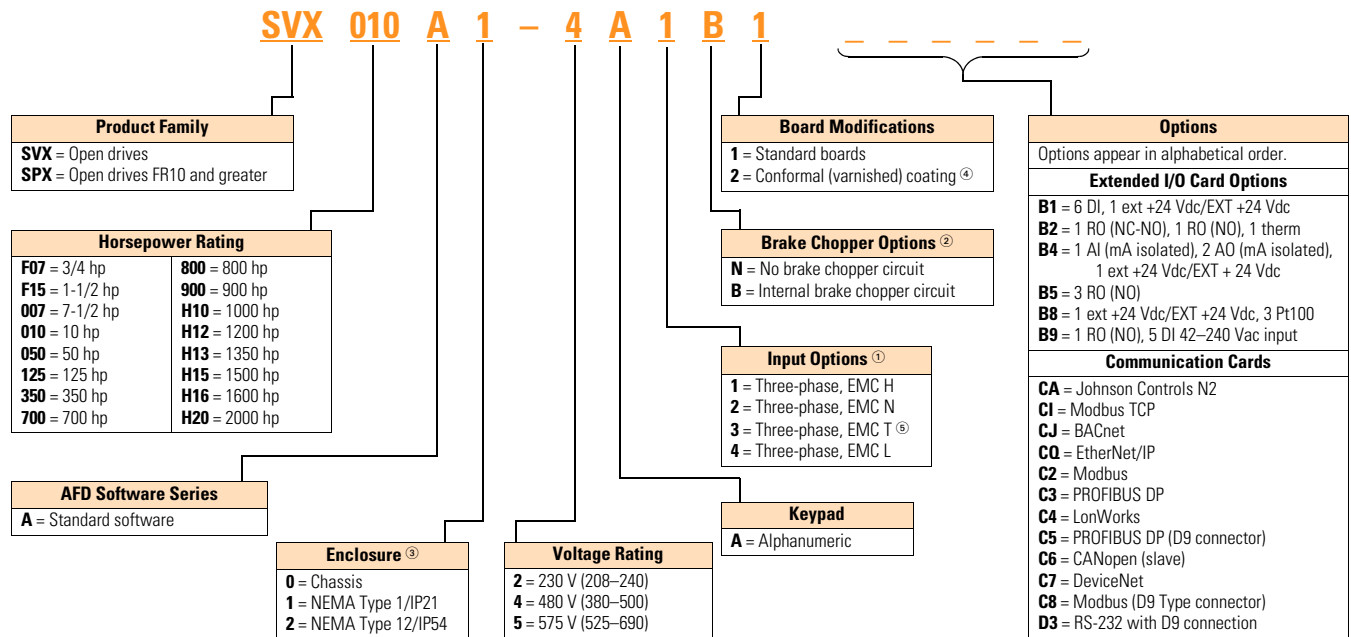 SVX 010 A 1 – 4 A 1 B 1 _ _ _ _ _ _
Product Family
SVX = Open drives
SPX = Open drives FR10 and greater
Horsepower Rating
F07 = 3/4 hp
F15 = 1-1/2 hp
007 = 7-1/2 hp
010 = 10 hp
050 = 50 hp
125 = 125 hp
350 = 350 hp
700 = 700 hp
800 = 800 hp
900 = 900 hp
H10 = 1000 hp
H12 = 1200 hp
H13 = 1350 hp
H15 = 1500 hp
H16 = 1600 hp
H20 = 2000 hp
AFD Software Series
A = Standard software
Enclosure ③
0 = Chassis
1 = NEMA Type 1/IP21
2 = NEMA Type 12/IP54
Voltage Rating
2 = 230 V (208–240)
4 = 480 V (380–500)
5 = 575 V (525–690)
Keypad
A = Alphanumeric
Input Options ①
1 = Three-phase, EMC H
2 = Three-phase, EMC N
3 = Three-phase, EMC T ⑤
4 = Three-phase, EMC L
Brake Chopper Options ②
N = No brake chopper circuit
B = Internal brake chopper circuit
Board Modifications
1 = Standard boards
2 = Conformal (varnished) coating ④
Options
Options appear in alphabetical order.
Extended I/O Card Options
B1 = 6 DI, 1 ext +24 Vdc/EXT +24 Vdc
B2 = 1 RO (NC-NO), 1 RO (NO), 1 therm
B4 = 1 AI (mA isolated), 2 AO (mA isolated),
1 ext +24 Vdc/EXT + 24 Vdc
B5 = 3 RO (NO)
B8 = 1 ext +24 Vdc/EXT +24 Vdc, 3 Pt100
B9 = 1 RO (NO), 5 DI 42–240 Vac input
Communication Cards
CA = Johnson Controls N2
CI = Modbus TCP
CJ = BACnet
CQ = EtherNet/IP
C2 = Modbus
C3 = PROFIBUS DP
C4 = LonWorks
C5 = PROFIBUS DP (D9 connector)
C6 = CANopen (slave)
C7 = DeviceNet
C8 = Modbus (D9 Type connector)
D3 = RS-232 with D9 connection